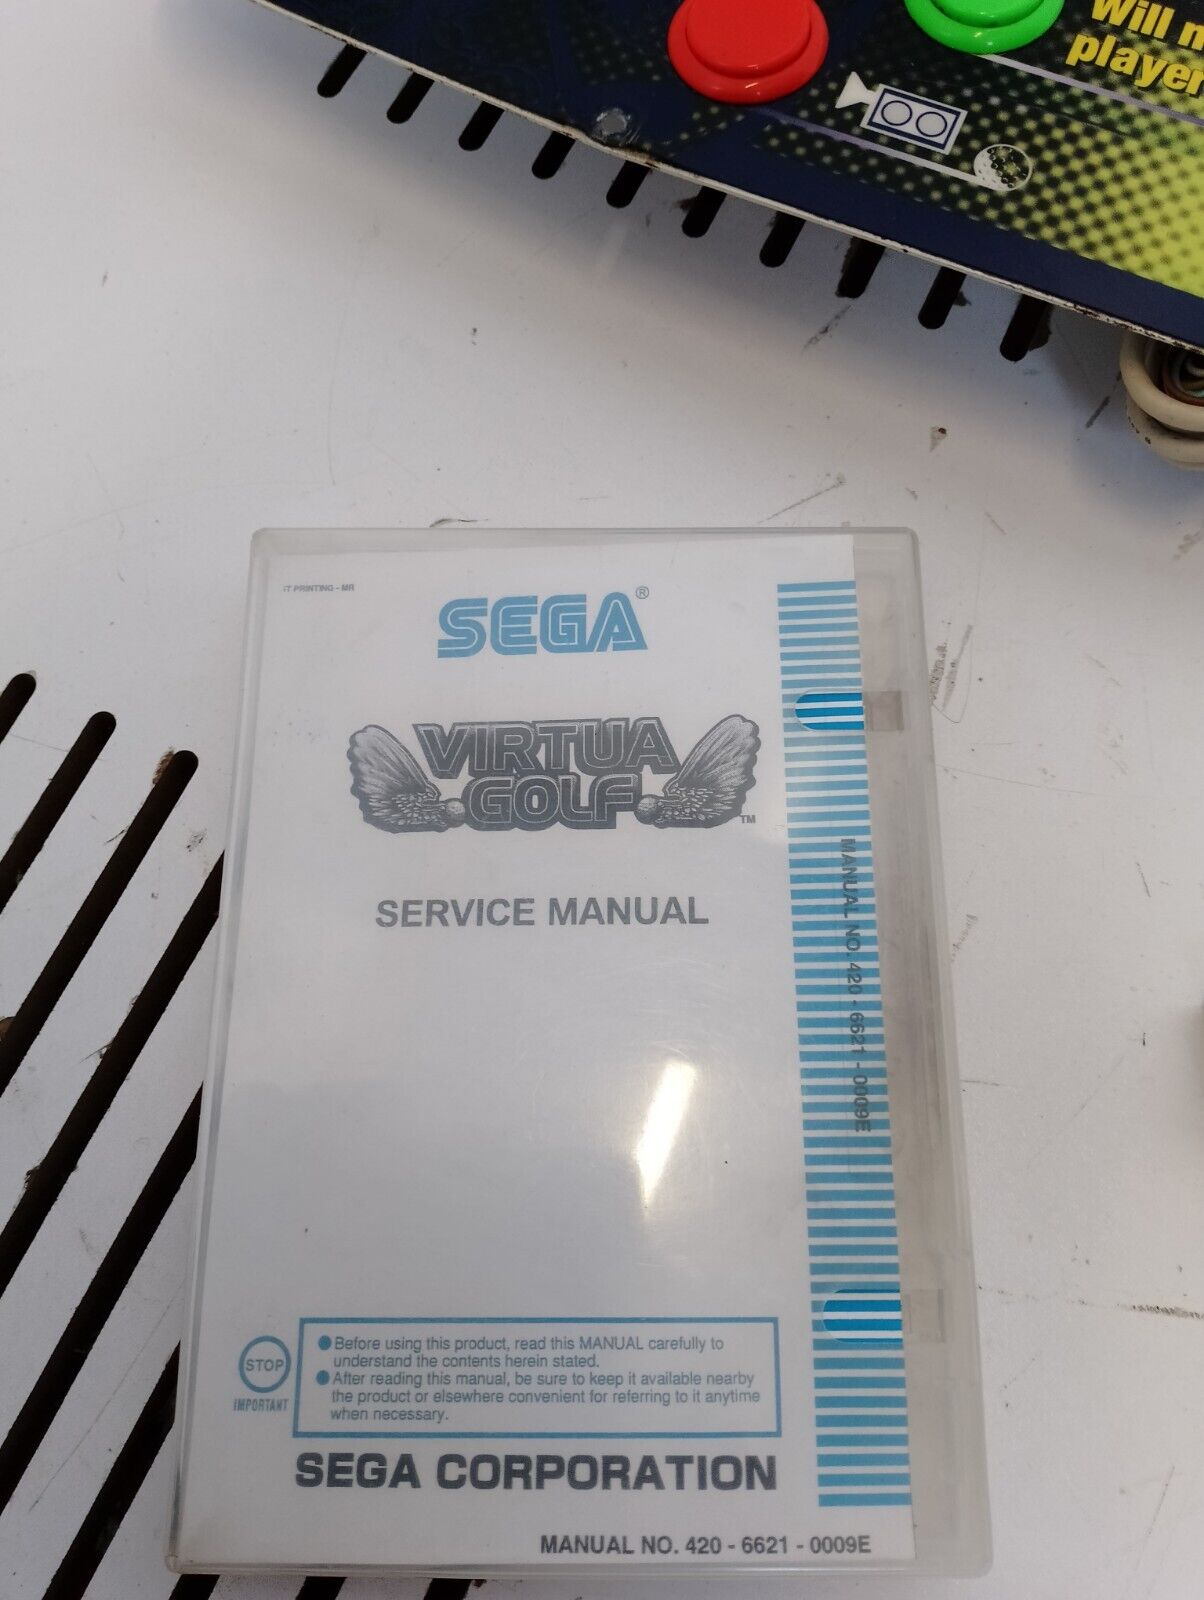 Will
player
IT PRINTING - MR
SEGA®
VIRTUA
GOLF™
SERVICE MANUAL
MANUAL NO. 420 - 6621 - 0009E
STOP
IMPORTANT
● Before using this product, read this MANUAL carefully to
understand the contents herein stated.
● After reading this manual, be sure to keep it available nearby
the product or elsewhere convenient for referring to it anytime
when necessary.
SEGA CORPORATION
MANUAL NO. 420 - 6621 - 0009E